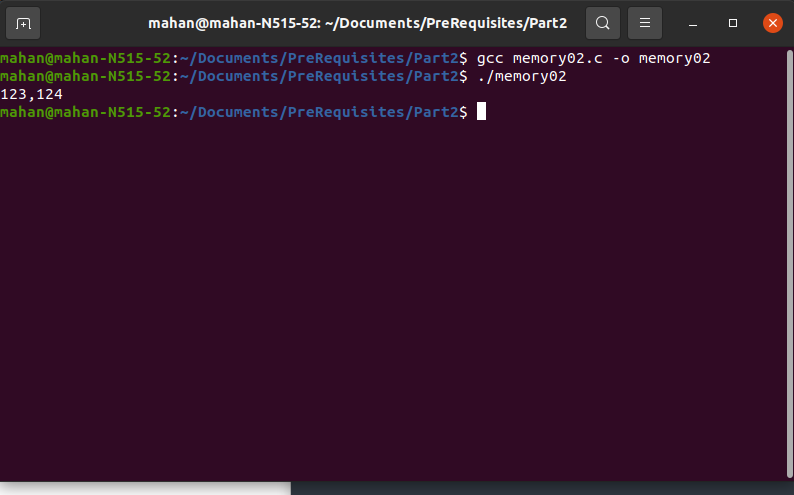 mahan@mahan-N515-52: ~/Documents/PreRequisites/Part2
mahan@mahan-N515-52:~/Documents/PreRequisites/Part2$ gcc memory02.c -o memory02
mahan@mahan-N515-52:~/Documents/PreRequisites/Part2$ ./memory02
123,124
mahan@mahan-N515-52:~/Documents/PreRequisites/Part2$